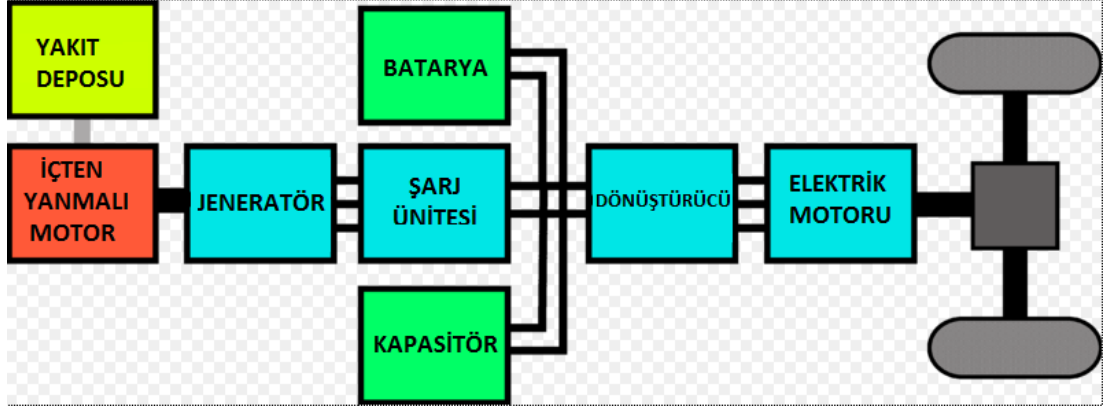 YAKIT
DEPOSU
BATARYA
İÇTEN
YANMALI
MOTOR
JENERATÖR
ŞARJ
ÜNİTESİ
DÖNÜŞTÜRÜCÜ
ELEKTRİK
MOTORU
KAPASİTÖR